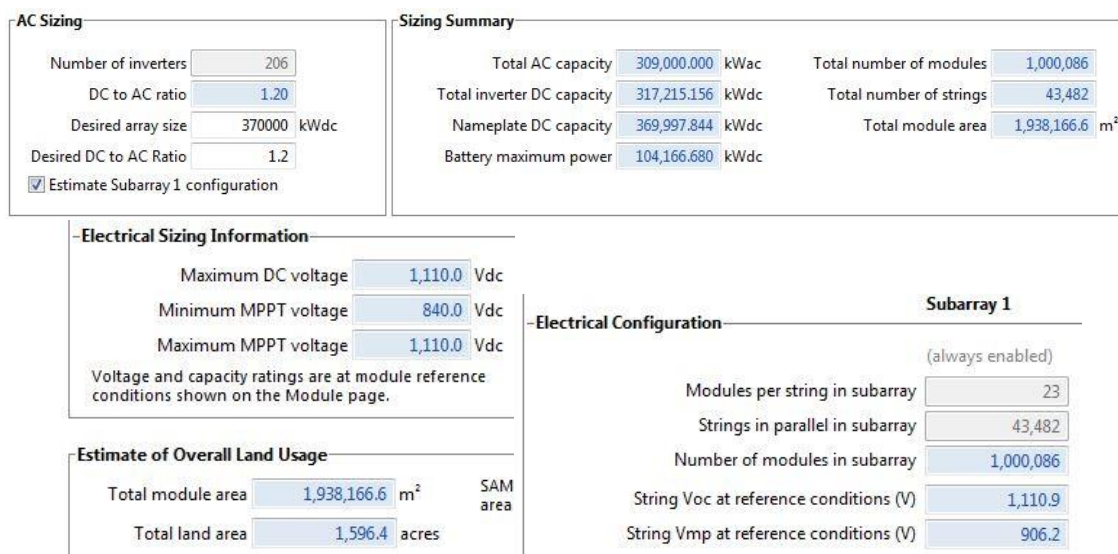 AC Sizing
Number of inverters 206
DC to AC ratio 1.20
Desired array size 370000 kWdc
Desired DC to AC Ratio 1.2
Estimate Subarray 1 configuration
Sizing Summary
Total AC capacity 309,000.000 kWac Total number of modules 1,000,086
Total inverter DC capacity 317,215.156 kWdc Total number of strings 43,482
Nameplate DC capacity 369,997.844 kWdc Total module area 1,938,166.6 m²
Battery maximum power 104,166.680 kWdc
Electrical Sizing Information
Maximum DC voltage 1,110.0 Vdc
Minimum MPPT voltage 840.0 Vdc
Maximum MPPT voltage 1,110.0 Vdc
Voltage and capacity ratings are at module reference
conditions shown on the Module page.
Estimate of Overall Land Usage
Total module area 1,938,166.6 m² SAM
area
Total land area 1,596.4 acres
Subarray 1
Electrical Configuration
(always enabled)
Modules per string in subarray 23
Strings in parallel in subarray 43,482
Number of modules in subarray 1,000,086
String Voc at reference conditions (V) 1,110.9
String Vmp at reference conditions (V) 906.2